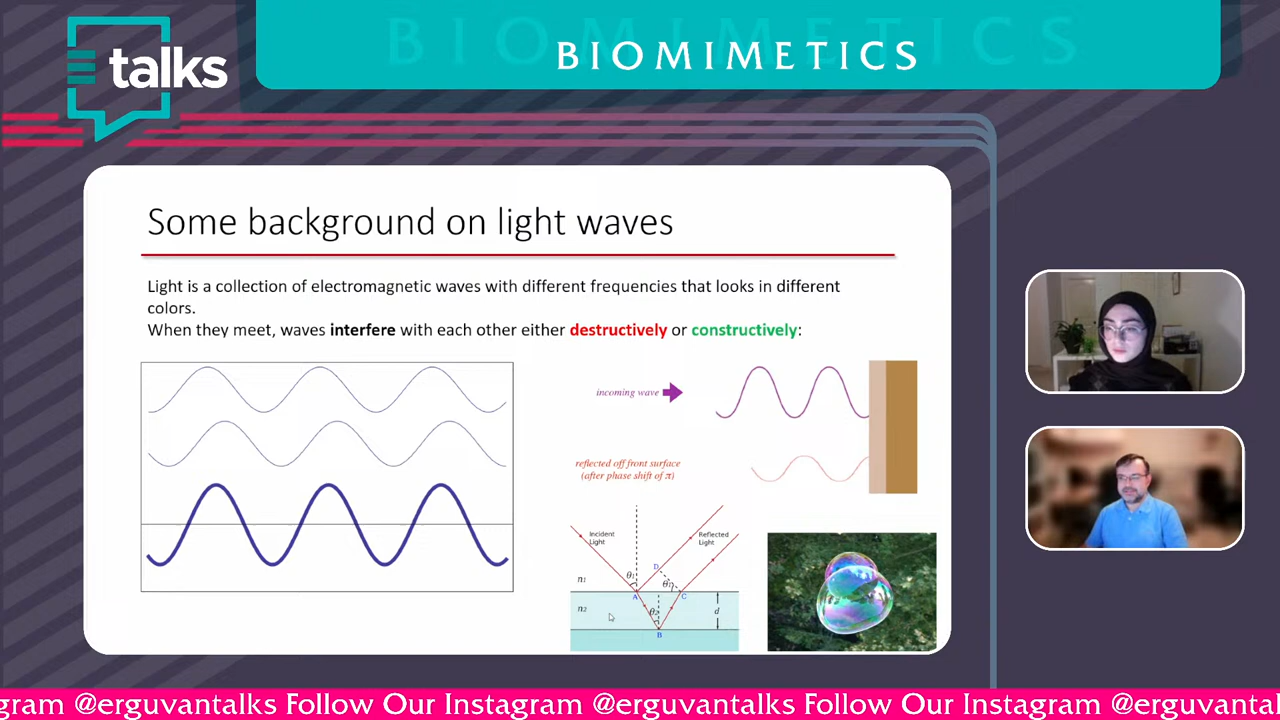 talks
BIOMIMETICS
BIOMIMETICS
Some background on light waves
Light is a collection of electromagnetic waves with different frequencies that looks in different
colors.
When they meet, waves interfere with each other either destructively or constructively:
incoming wave
reflected off front surface
(after phase shift of π)
Incident
Light
Reflected
Light
D
n₁
θ₁
A
C
n₂
θ₂
d
B
gram @erguvantalks Follow Our Instagram @erguvantalks Follow Our Instagram @erguvantal